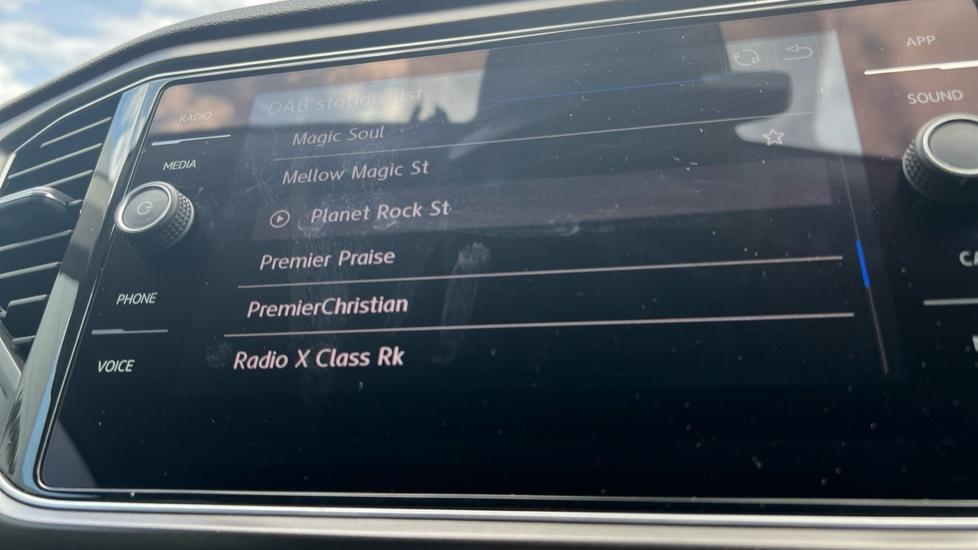 RADIO
MEDIA
PHONE
VOICE
DAB station list
Magic Soul
Mellow Magic St
Planet Rock St
Premier Praise
PremierChristian
Radio X Class Rk
APP
SOUND